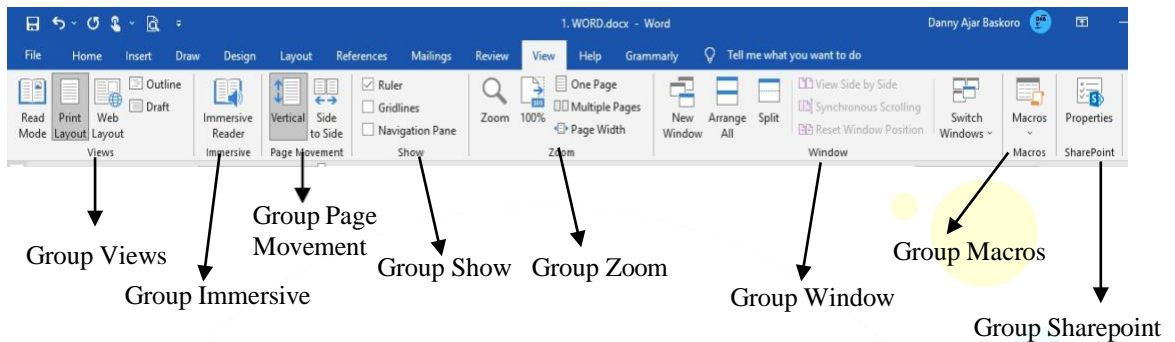 1. WORD.docx - Word
Danny Ajar Baskoro
File Home Insert Draw Design Layout References Mailings Review View Help Grammarly Tell me what you want to do
Read Mode
Print Layout
Web Layout
Outline
Draft
Views
Immersive Reader
Immersive
Vertical
Side to Side
Page Movement
Ruler
Gridlines
Navigation Pane
Show
Zoom
100%
One Page
Multiple Pages
Page Width
Zoom
New Window
Arrange All
Split
View Side by Side
Synchronous Scrolling
Reset Window Position
Switch Windows
Window
Macros
Macros
Properties
SharePoint
Group Views
Group Immersive
Group Page
Movement
Group Show
Group Zoom
Group Window
Group Macros
Group Sharepoint